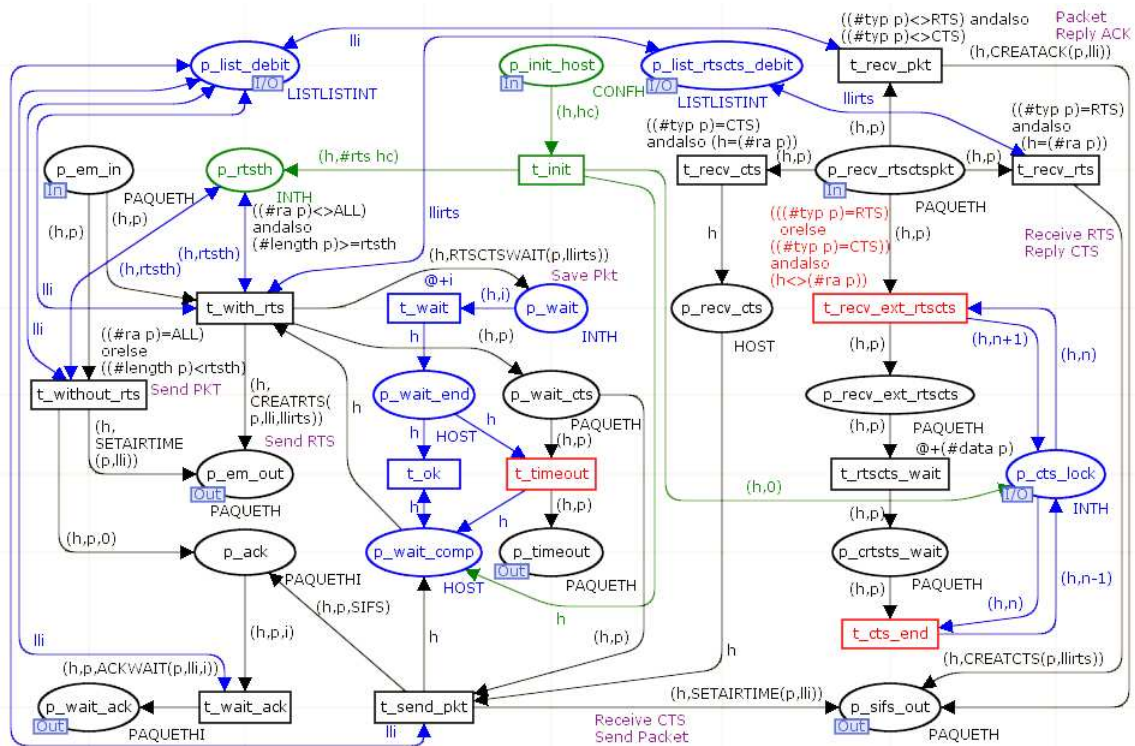 ((#typ p)<>RTS) andalso
((#typ p)<>CTS)
Packet
Reply ACK
lli
p_list_debit
I/O
LISTLISTINT
p_init_host
In
CONFH
p_list_rtscts_debit
I/O
LISTLISTINT
t_recv_pkt
(h,CREATACK(p,lli))
lli
(h,hc)
llirts
((#typ p)=RTS)
andalso
(h=(#ra p))
((#typ p)=CTS)
andalso (h=(#ra p))
(h,p)
p_em_in
In
PAQUETH
p_rtsth
INTH
(h,#rts hc)
t_init
t_recv_cts
(h,p)
p_recv_rtsctspkt
In
PAQUETH
(h,p)
t_recv_rts
(h,p)
(h,p)
((#ra p)<>ALL)
andalso
(#length p)>=rtsth
llirts
(((#typ p)=RTS)
orelse
((#typ p)=CTS))
andalso
(h<>(#ra p))
(h,p)
Receive RTS
Reply CTS
(h,rtsth)
(h,rtsth)
h
(h,RTSCTSWAIT(p,llirts))
Save Pkt
lli
@+i
t_with_rts
t_wait
(h,i)
p_wait
INTH
p_recv_cts
HOST
t_recv_ext_rtscts
lli
(h,p)
h
(h,n+1)
(h,n)
((#ra p)=ALL)
orelse
((#length p)<rtsth)
(h,p)
t_without_rts
Send PKT
(h,
CREATRTS(
p,lli,llirts))
h
p_wait_end
HOST
p_wait_cts
PAQUETH
p_recv_ext_rtscts
PAQUETH
(h,
SETAIRTIME
(p,lli))
Send RTS
h
h
(h,p)
(h,p)
@+(#data p)
p_em_out
Out
PAQUETH
t_ok
t_timeout
t_rtscts_wait
p_cts_lock
I/O
INTH
(h,0)
h
h
(h,p)
(h,p)
(h,p,0)
p_ack
PAQUETHI
p_wait_comp
HOST
p_timeout
Out
PAQUETH
p_crtsts_wait
PAQUETH
(h,n-1)
(h,p,SIFS)
h
h
(h,p)
(h,p)
(h,n)
lli
(h,p,i)
t_cts_end
h
(h,p,ACKWAIT(p,lli,i))
(h,CREATCTS(p,llirts))
p_wait_ack
Out
PAQUETHI
t_wait_ack
t_send_pkt
(h,SETAIRTIME(p,lli))
p_sifs_out
Out
PAQUETH
lli
Receive CTS
Send Packet